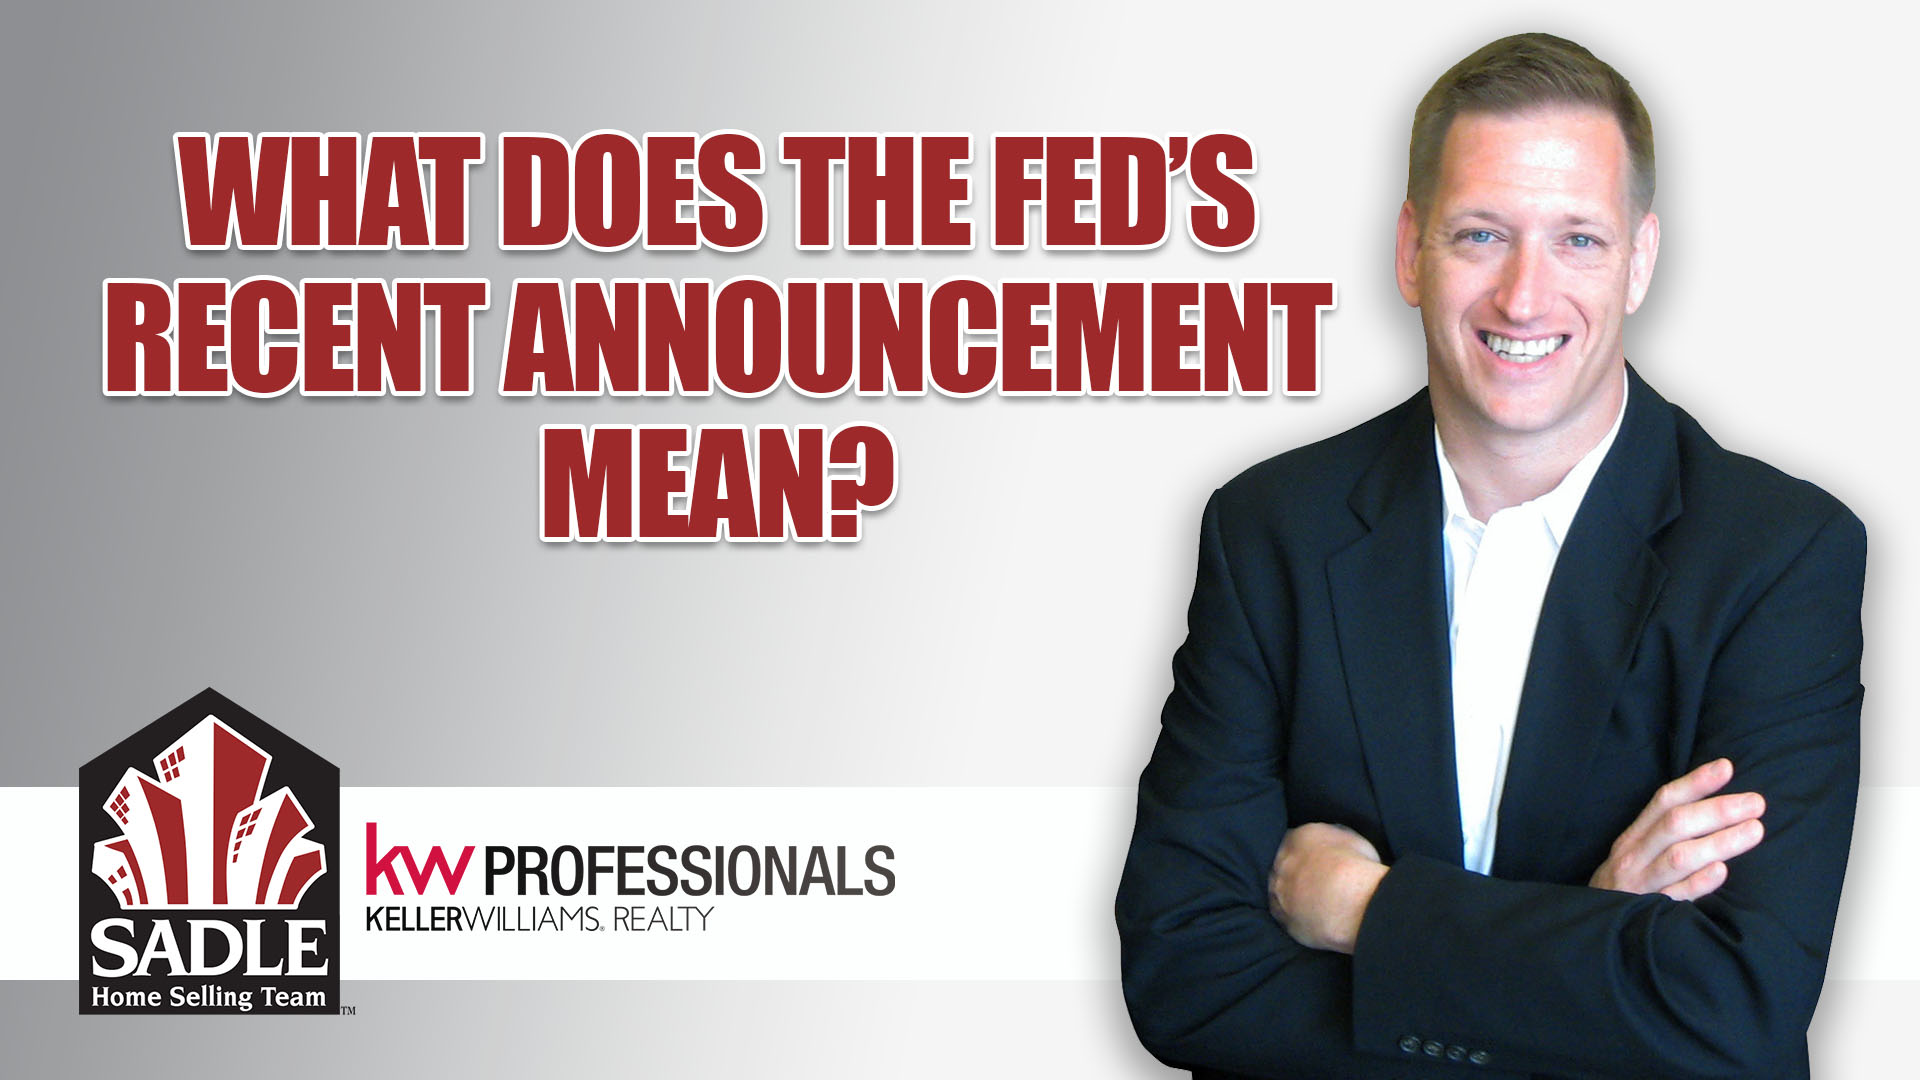 WHAT DOES THE FED’S
RECENT ANNOUNCEMENT
MEAN?
SADLE
Home Selling Team
TM
kw PROFESSIONALS
KELLERWILLIAMS® REALTY